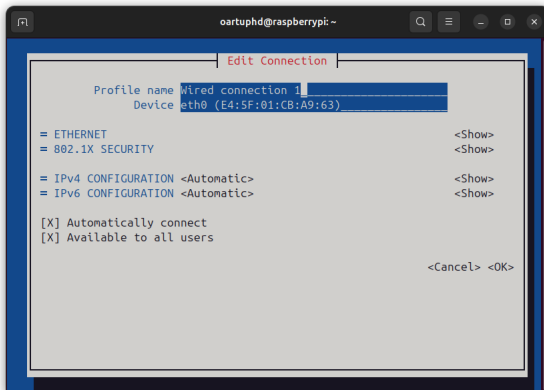 oartuphd@raspberrypi: ~
Edit Connection
Profile name Wired connection 1
Device eth0 (E4:5F:01:CB:A9:63)
= ETHERNET <Show>
= 802.1X SECURITY <Show>
= IPv4 CONFIGURATION <Automatic> <Show>
= IPv6 CONFIGURATION <Automatic> <Show>
[X] Automatically connect
[X] Available to all users
<Cancel> <OK>